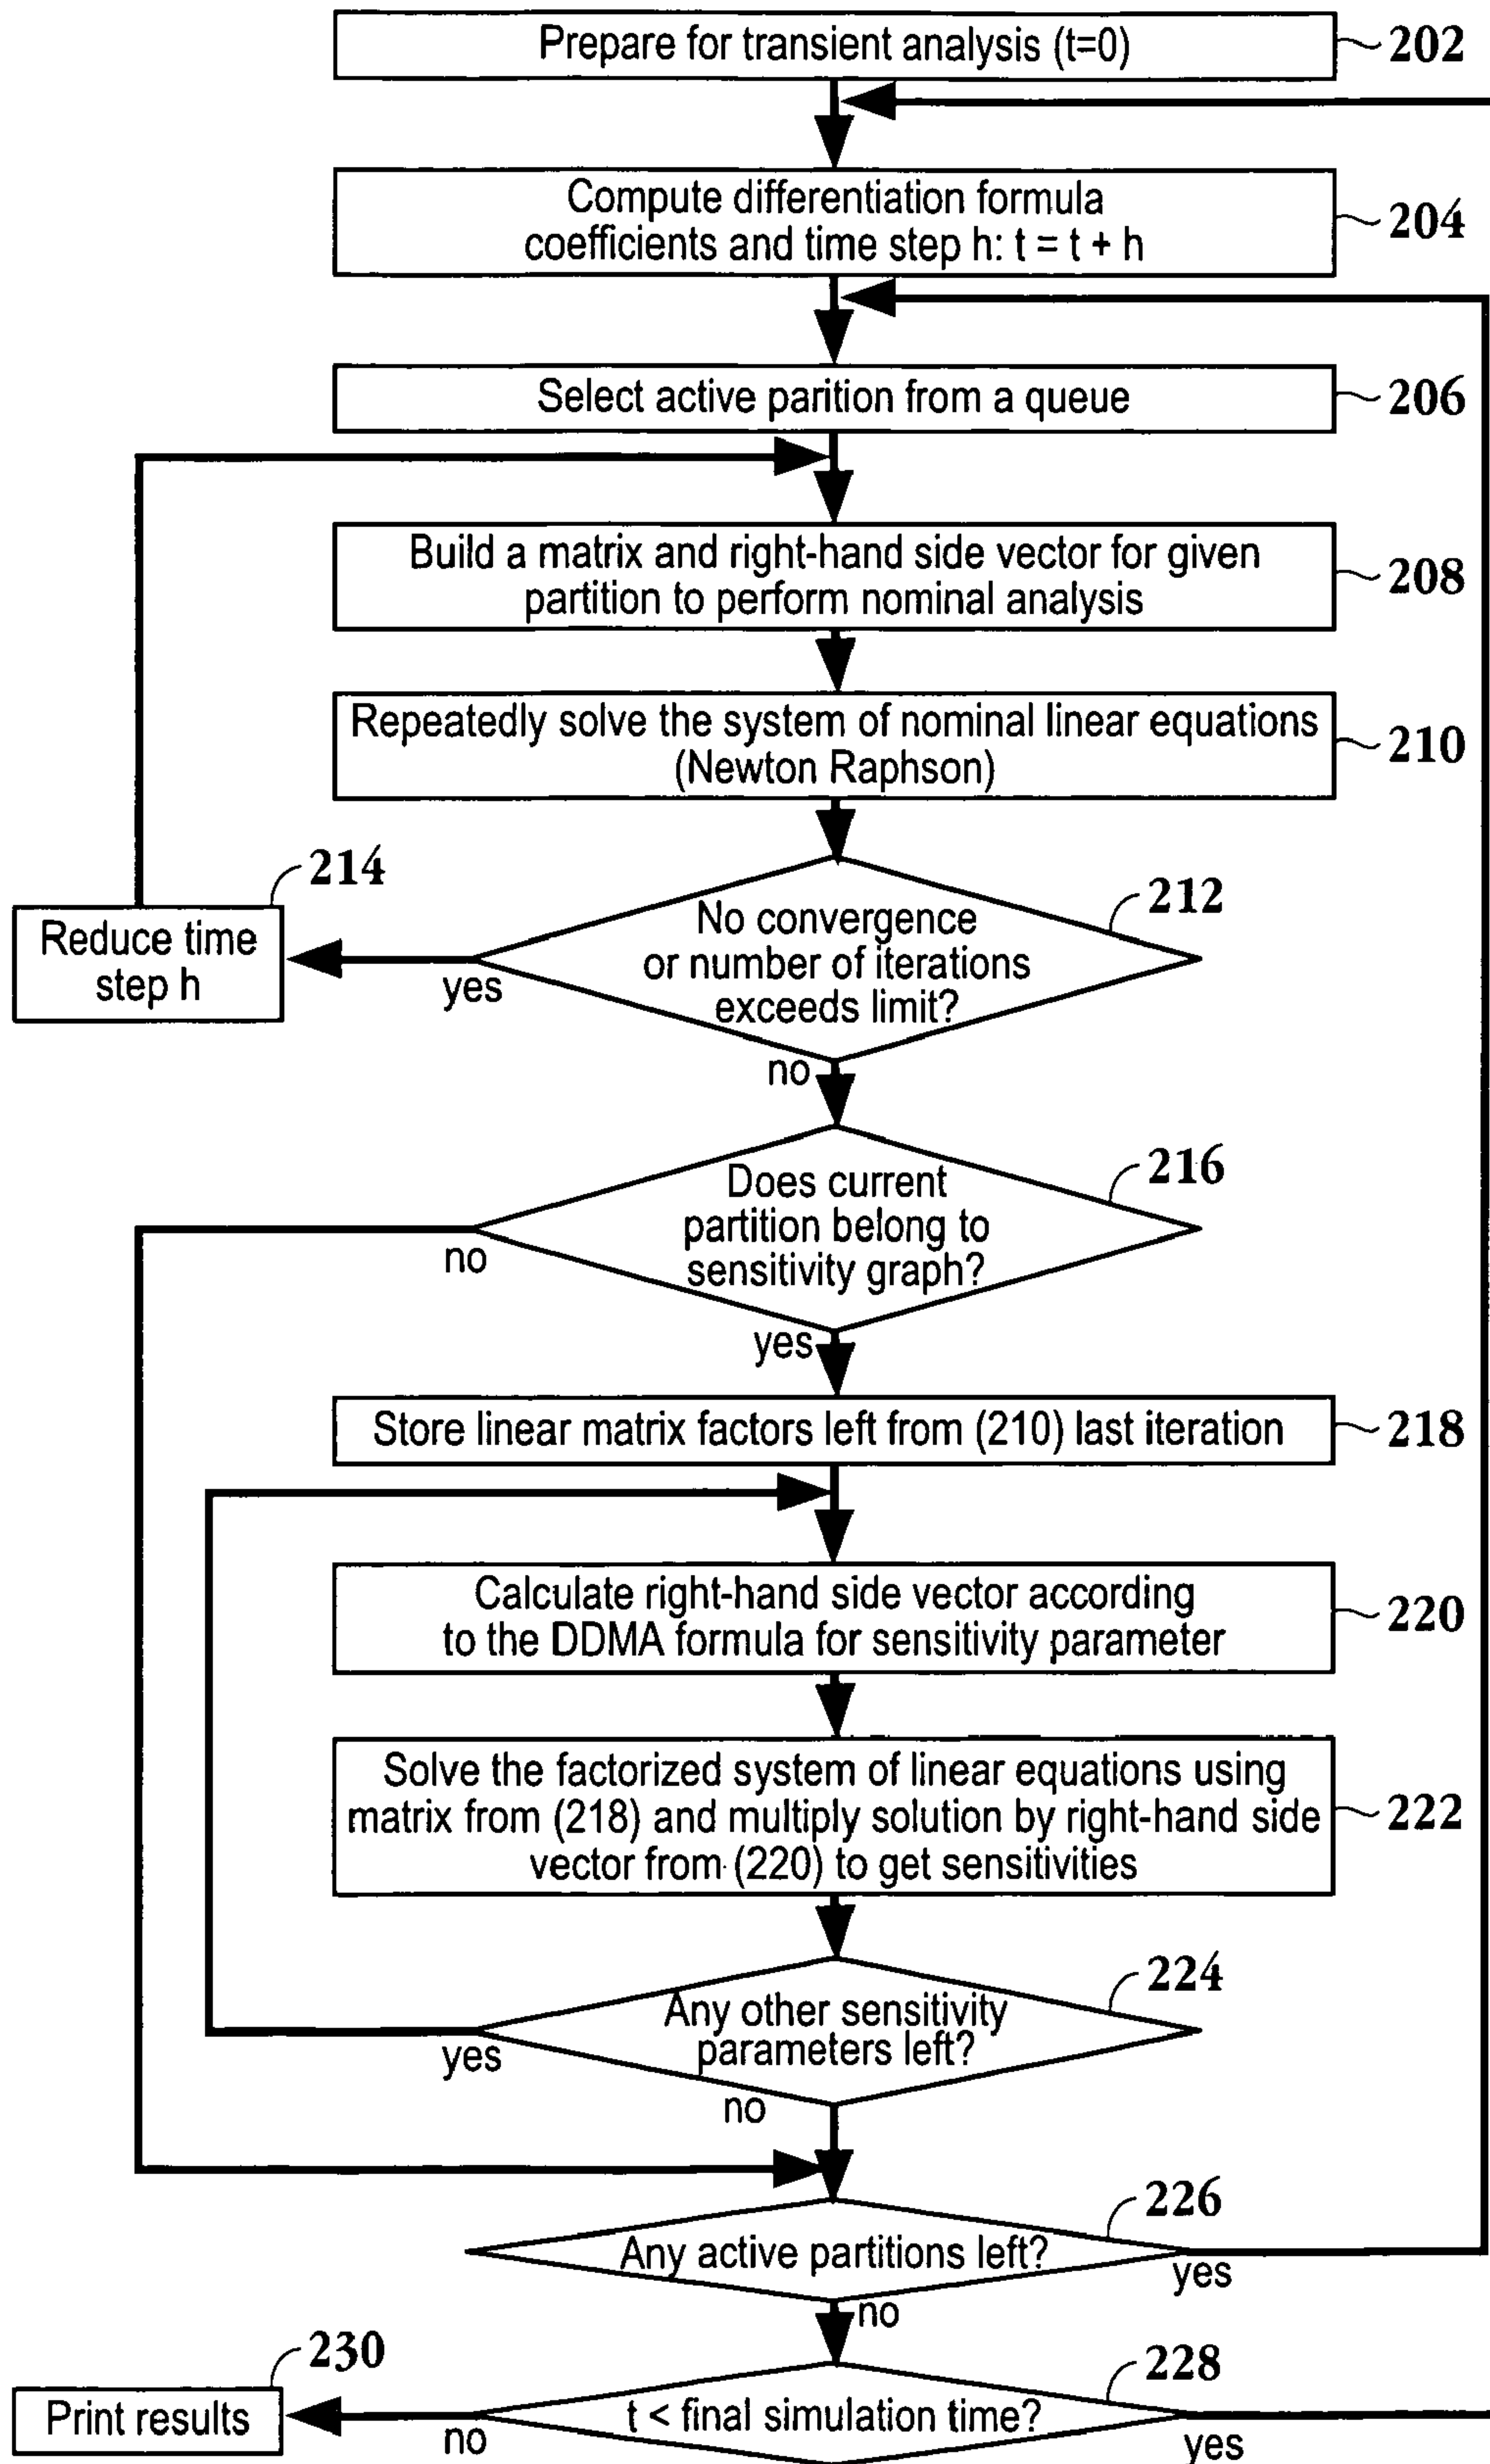 Prepare for transient analysis (t=0)
202
Compute differentiation formula
coefficients and time step h: t = t + h
204
Select active parition from a queue
206
Build a matrix and right-hand side vector for given
partition to perform nominal analysis
208
Repeatedly solve the system of nominal linear equations
(Newton Raphson)
210
214
Reduce time
step h
212
No convergence
or number of iterations
exceeds limit?
yes
no
216
Does current
partition belong to
sensitivity graph?
no
yes
Store linear matrix factors left from (210) last iteration
218
Calculate right-hand side vector according
to the DDMA formula for sensitivity parameter
220
Solve the factorized system of linear equations using
matrix from (218) and multiply solution by right-hand side
vector from (220) to get sensitivities
222
224
Any other sensitivity
parameters left?
yes
no
226
Any active partitions left?
yes
no
230
Print results
228
t < final simulation time?
no
yes